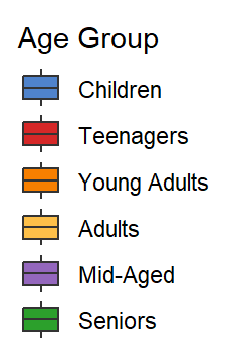 Age Group
Children
Teenagers
Young Adults
Adults
Mid-Aged
Seniors